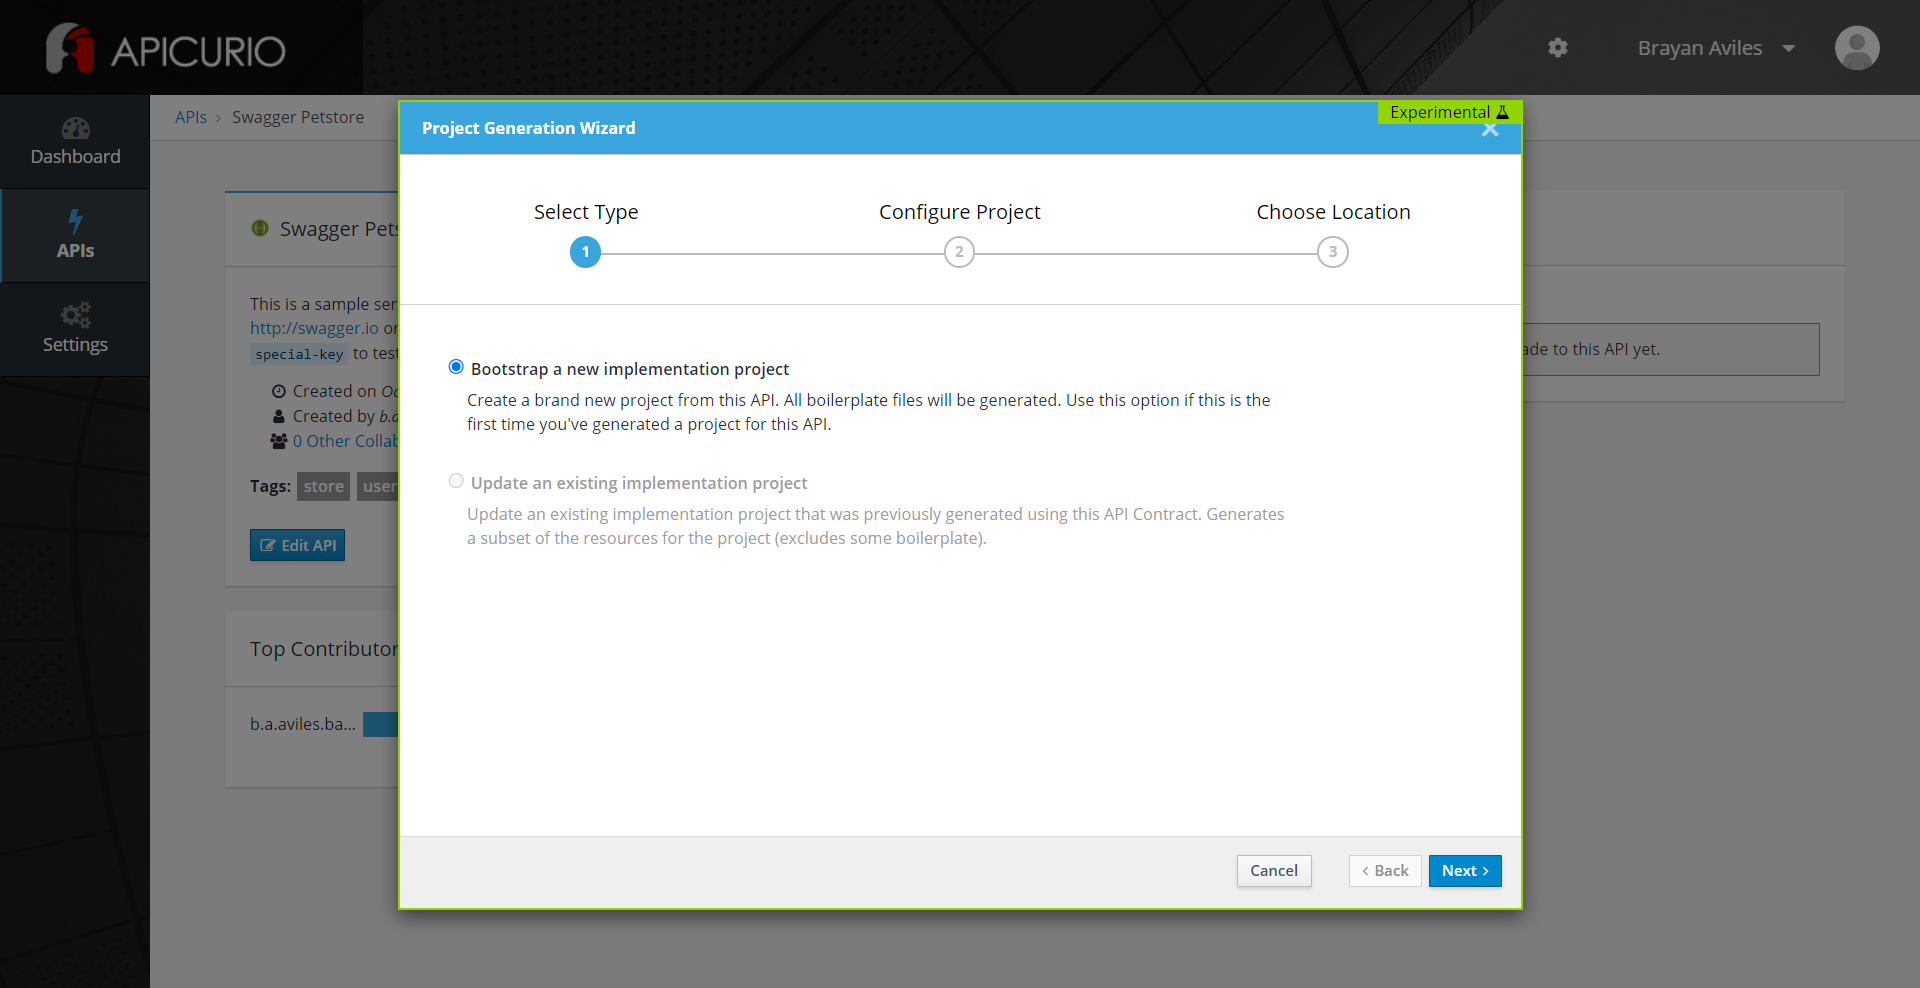 APICURIO
Brayan Aviles
Dashboard
APIs
Settings
APIs › Swagger Petstore
Experimental
Project Generation Wizard
Select Type
Configure Project
Choose Location
1
2
3
Bootstrap a new implementation project
Create a brand new project from this API. All boilerplate files will be generated. Use this option if this is the
first time you've generated a project for this API.
Update an existing implementation project
Update an existing implementation project that was previously generated using this API Contract. Generates
a subset of the resources for the project (excludes some boilerplate).
Cancel
Back
Next
Swagger Pets
This is a sample ser
http://swagger.io or
special-key to test
Created on Oc
Created by b.a
0 Other Collab
Tags: store user
Edit API
Top Contributor
b.a.aviles.ba...
ade to this API yet.